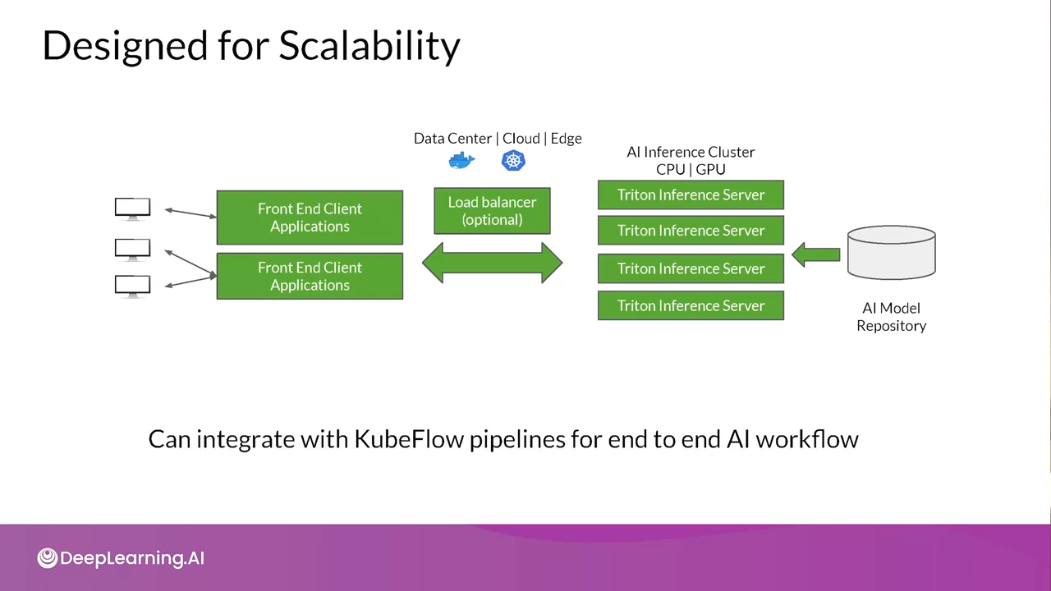 Designed for Scalability
Data Center | Cloud | Edge
AI Inference Cluster
CPU | GPU
Front End Client
Applications
Front End Client
Applications
Load balancer
(optional)
Triton Inference Server
Triton Inference Server
Triton Inference Server
Triton Inference Server
AI Model
Repository
Can integrate with KubeFlow pipelines for end to end AI workflow
DeepLearning.AI